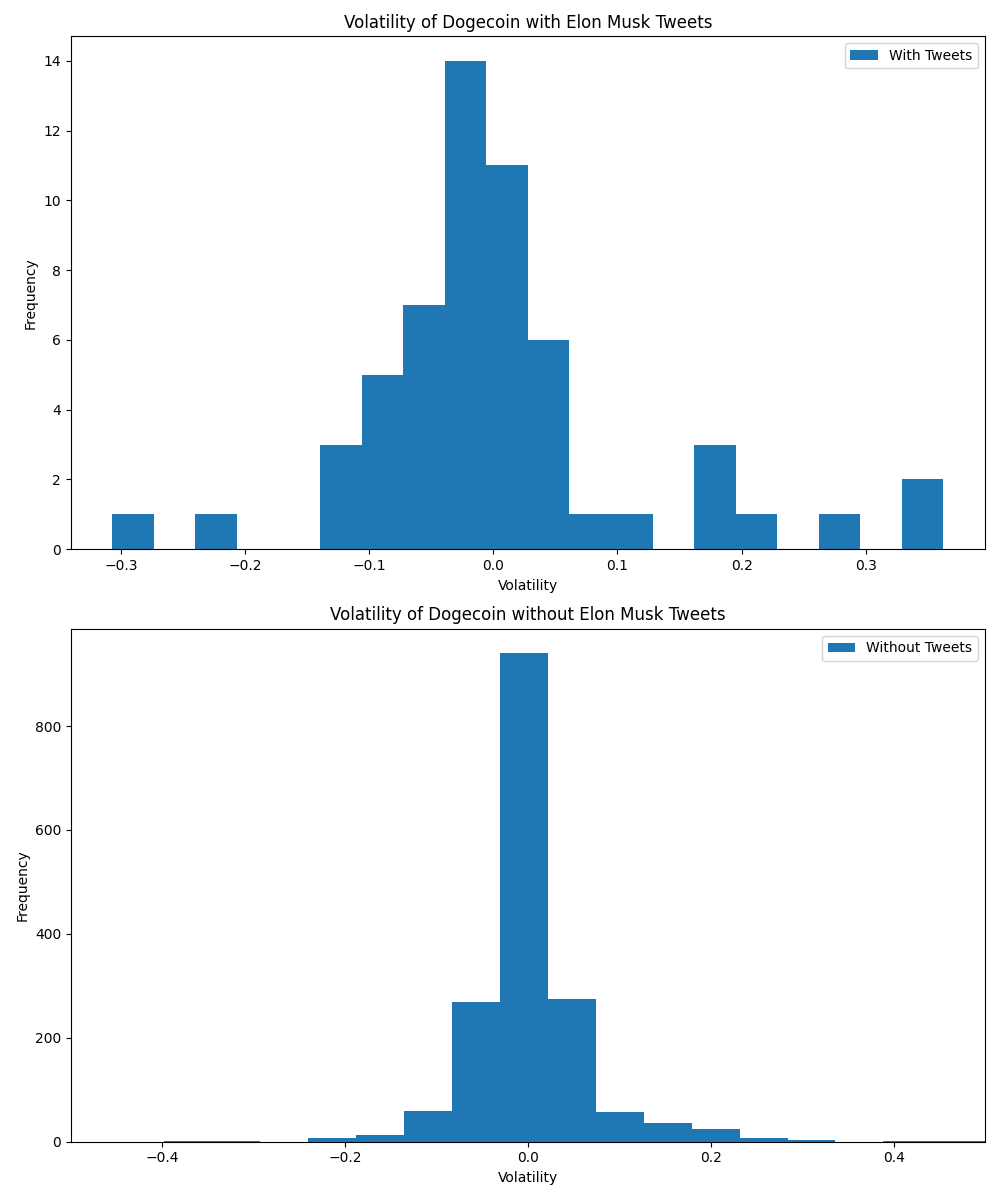 Volatility of Dogecoin with Elon Musk Tweets
With Tweets
14
12
10
8
6
4
2
0
Frequency
−0.3 −0.2 −0.1 0.0 0.1 0.2 0.3
Volatility
Volatility of Dogecoin without Elon Musk Tweets
Without Tweets
800
600
400
200
0
Frequency
−0.4 −0.2 0.0 0.2 0.4
Volatility